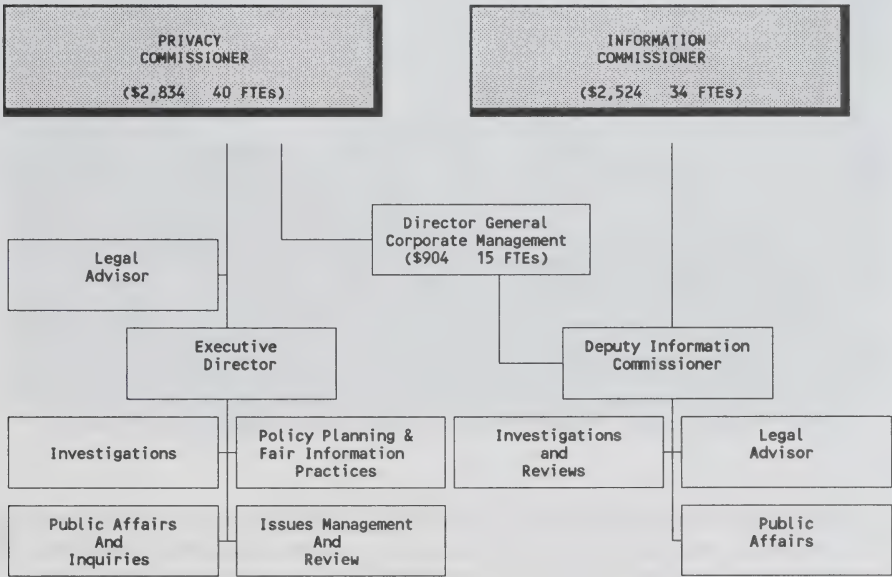 PRIVACY
COMMISSIONER
($2,834 40 FTEs)
INFORMATION
COMMISSIONER
($2,524 34 FTEs)
Director General
Corporate Management
($904 15 FTEs)
Legal
Advisor
Executive
Director
Deputy Information
Commissioner
Investigations
Policy Planning &
Fair Information
Practices
Investigations
and
Reviews
Legal
Advisor
Public Affairs
And
Inquiries
Issues Management
And
Review
Public
Affairs